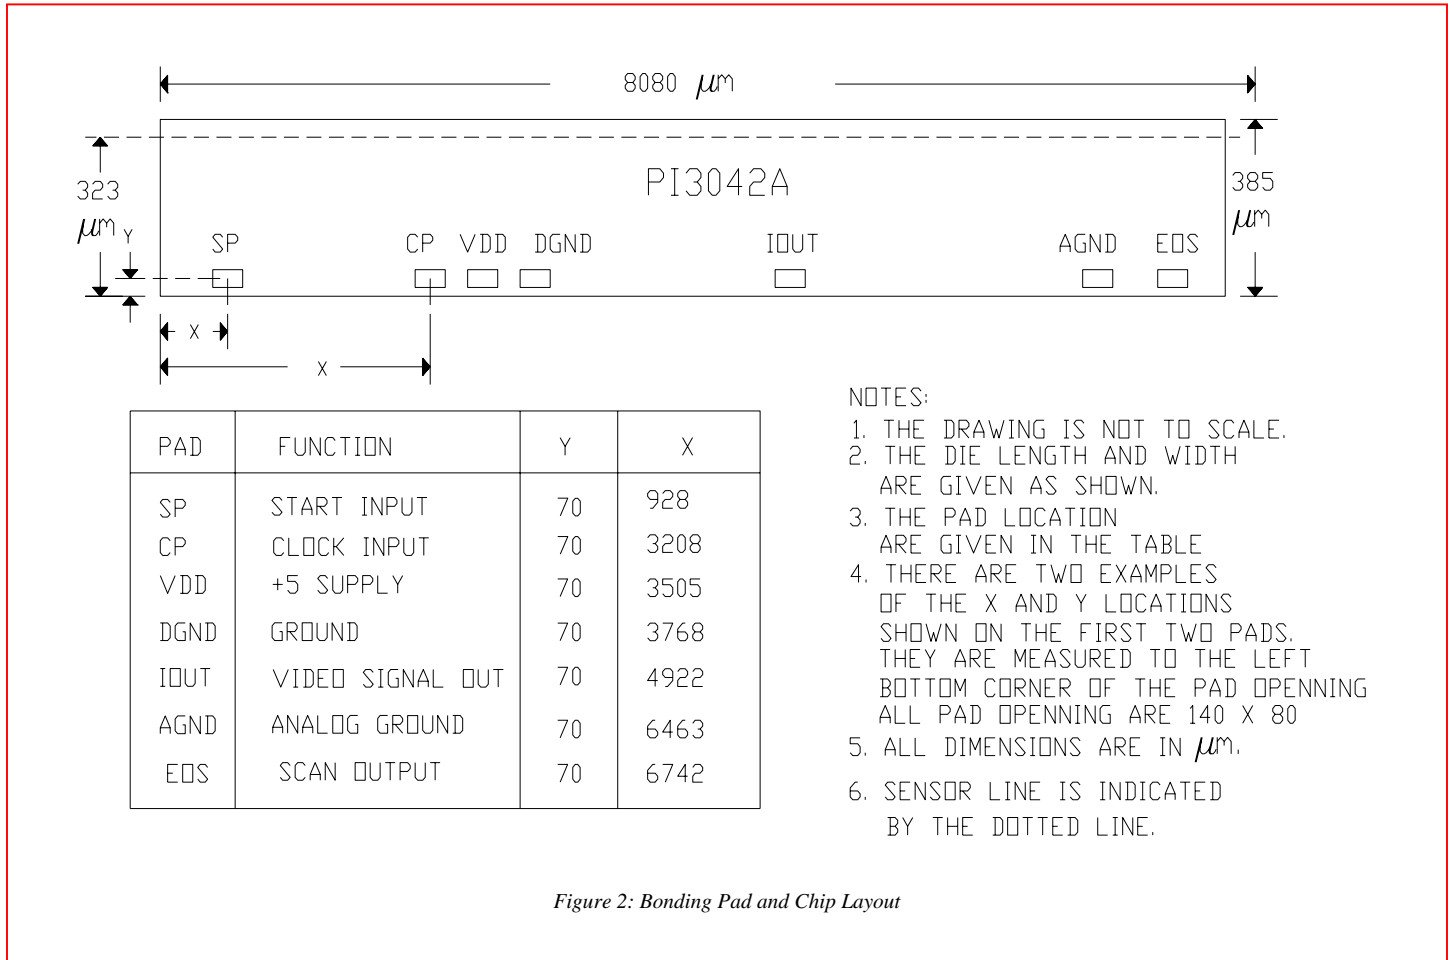 8080 µm
PI3042A
323
µm
Y
385
µm
SP CP VDD DGND IOUT AGND EOS
X
X
PAD FUNCTION Y X
SP START INPUT 70 928
CP CLOCK INPUT 70 3208
VDD +5 SUPPLY 70 3505
DGND GROUND 70 3768
IOUT VIDEO SIGNAL OUT 70 4922
AGND ANALOG GROUND 70 6463
EOS SCAN OUTPUT 70 6742
NOTES:
1. THE DRAWING IS NOT TO SCALE.
2. THE DIE LENGTH AND WIDTH
ARE GIVEN AS SHOWN.
3. THE PAD LOCATION
ARE GIVEN IN THE TABLE
4. THERE ARE TWO EXAMPLES
OF THE X AND Y LOCATIONS
SHOWN ON THE FIRST TWO PADS.
THEY ARE MEASURED TO THE LEFT
BOTTOM CORNER OF THE PAD OPENNING
ALL PAD OPENNING ARE 140 X 80
5. ALL DIMENSIONS ARE IN µm.
6. SENSOR LINE IS INDICATED
BY THE DOTTED LINE.
Figure 2: Bonding Pad and Chip Layout